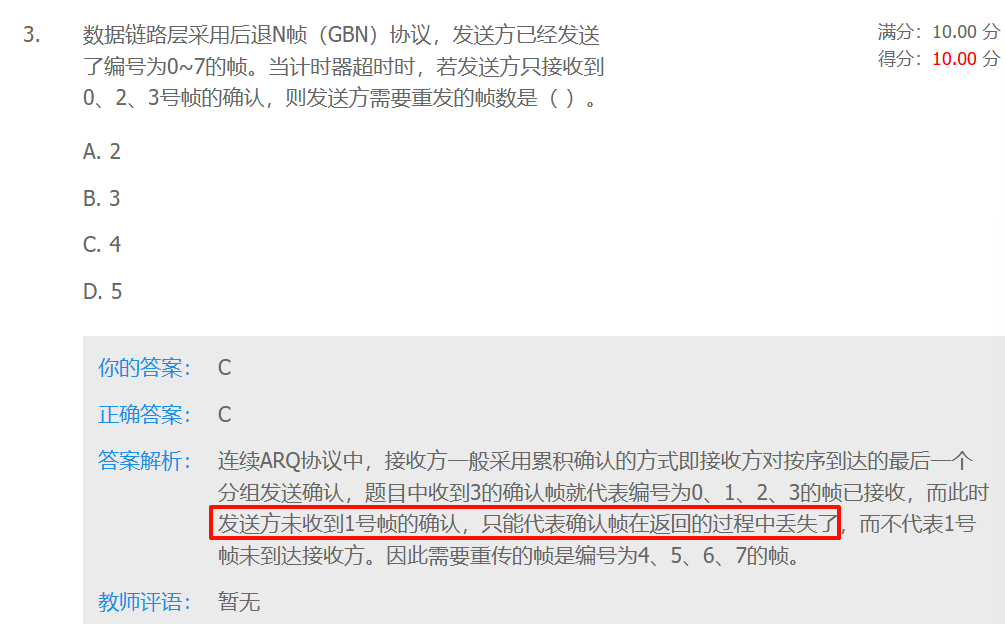 3.
数据链路层采用后退N帧（GBN）协议，发送方已经发送
了编号为0~7的帧。当计时器超时时，若发送方只接收到
0、2、3号帧的确认，则发送方需要重发的帧数是（ ）。
满分：10.00 分
得分：10.00 分
A. 2
B. 3
C. 4
D. 5
你的答案： C
正确答案： C
答案解析： 连续ARQ协议中，接收方一般采用累积确认的方式即接收方对按序到达的最后一个
分组发送确认，题目中收到3的确认帧就代表编号为0、1、2、3的帧已接收，而此时
发送方未收到1号帧的确认，只能代表确认帧在返回的过程中丢失了，而不代表1号
帧未到达接收方。因此需要重传的帧是编号为4、5、6、7的帧。
教师评语： 暂无